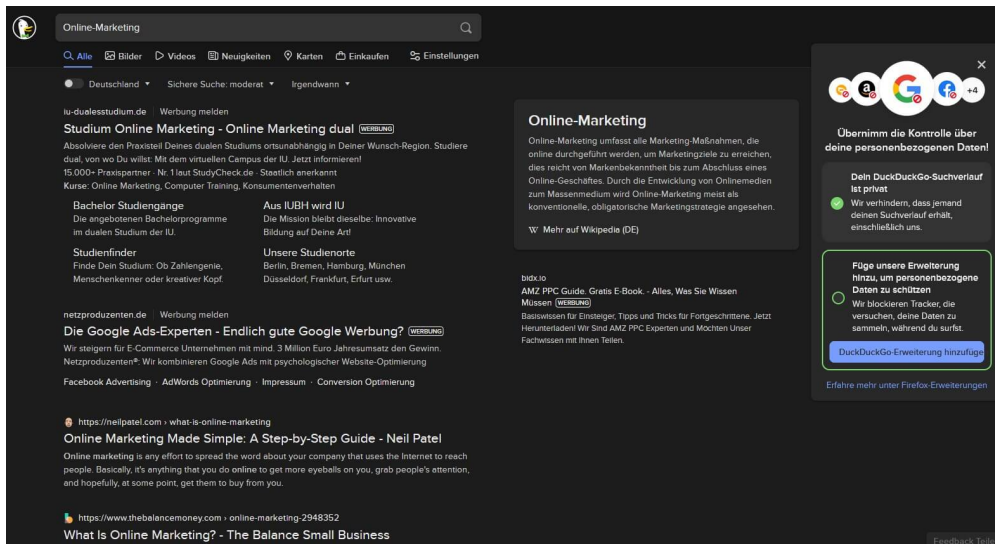 Online-Marketing
Alle Bilder Videos Neuigkeiten Karten Einkaufen Einstellungen
Deutschland Sichere Suche: moderat Irgendwann
iu-dualesstudium.de Werbung melden
Studium Online Marketing - Online Marketing dual WERBUNG
Absolviere den Praxisteil Deines dualen Studiums ortsunabhängig in Deiner Wunsch-Region. Studiere
dual, von wo Du willst: Mit dem virtuellen Campus der IU. Jetzt informieren!
15.000+ Praxispartner · Nr. 1 laut StudyCheck.de · Staatlich anerkannt
Kurse: Online Marketing, Computer Training, Konsumentenverhalten
Bachelor Studiengänge
Die angebotenen Bachelorprogramme
im dualen Studium der IU.
Aus IUBH wird IU
Die Mission bleibt dieselbe: Innovative
Bildung auf Deine Art!
Studienfinder
Finde Dein Studium: Ob Zahlengenie,
Menschenkenner oder kreativer Kopf.
Unsere Studienorte
Berlin, Bremen, Hamburg, München
Düsseldorf, Frankfurt, Erfurt usw.
netzproduzenten.de Werbung melden
Die Google Ads-Experten - Endlich gute Google Werbung? WERBUNG
Wir steigern für E-Commerce Unternehmen mit mind. 3 Million Euro Jahresumsatz den Gewinn.
Netzproduzenten®: Wir kombinieren Google Ads mit psychologischer Website-Optimierung
Facebook Advertising · AdWords Optimierung · Impressum · Conversion Optimierung
https://neilpatel.com › what-is-online-marketing
Online Marketing Made Simple: A Step-by-Step Guide - Neil Patel
Online marketing is any effort to spread the word about your company that uses the Internet to reach
people. Basically, it's anything that you do online to get more eyeballs on you, grab people's attention,
and hopefully, at some point, get them to buy from you.
https://www.thebalancemoney.com › online-marketing-2948352
What Is Online Marketing? - The Balance Small Business
Online-Marketing
Online-Marketing umfasst alle Marketing-Maßnahmen, die
online durchgeführt werden, um Marketingziele zu erreichen,
dies reicht von Markenbekanntheit bis zum Abschluss eines
Online-Geschäftes. Durch die Entwicklung von Onlinemedien
zum Massenmedium wird Online-Marketing meist als
konventionelle, obligatorische Marketingstrategie angesehen.
W Mehr auf Wikipedia (DE)
bidx.io
AMZ PPC Guide. Gratis E-Book. - Alles, Was Sie Wissen
Müssen WERBUNG
Basiswissen für Einsteiger, Tipps und Tricks für Fortgeschrittene. Jetzt
Herunterladen! Wir Sind AMZ PPC Experten und Möchten Unser
Fachwissen mit Ihnen Teilen.
+4
Übernimm die Kontrolle über
deine personenbezogenen Daten!
Dein DuckDuckGo-Suchverlauf
ist privat
Wir verhindern, dass jemand
deinen Suchverlauf erhält,
einschließlich uns.
Füge unsere Erweiterung
hinzu, um personenbezogene
Daten zu schützen
Wir blockieren Tracker, die
versuchen, deine Daten zu
sammeln, während du surfst.
DuckDuckGo-Erweiterung hinzufüge
Erfahre mehr unter Firefox-Erweiterungen
Feedback Teile